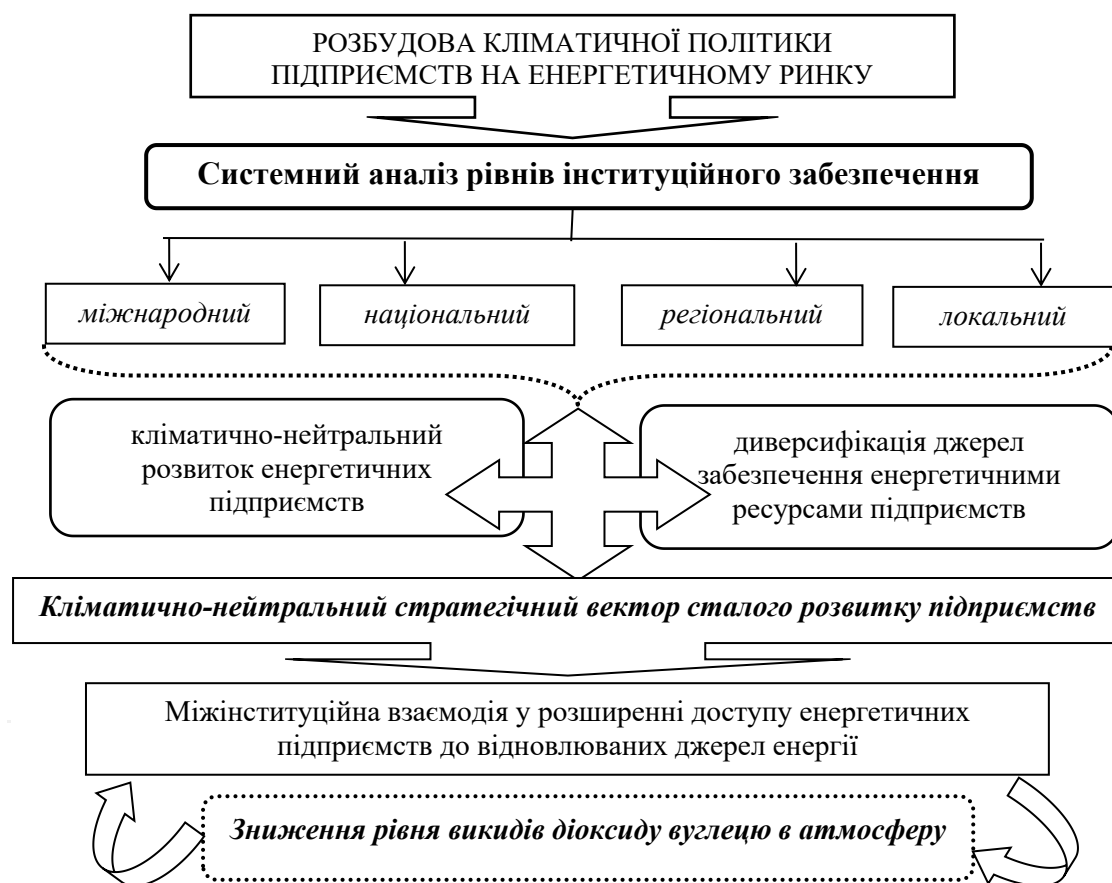 РОЗБУДОВА КЛІМАТИЧНОЇ ПОЛІТИКИ
ПІДПРИЄМСТВ НА ЕНЕРГЕТИЧНОМУ РИНКУ
Системний аналіз рівнів інституційного забезпечення
міжнародний
національний
регіональний
локальний
кліматично-нейтральний
розвиток енергетичних
підприємств
диверсифікація джерел
забезпечення енергетичними
ресурсами підприємств
Кліматично-нейтральний стратегічний вектор сталого розвитку підприємств
Міжінституційна взаємодія у розширенні доступу енергетичних
підприємств до відновлюваних джерел енергії
Зниження рівня викидів діоксиду вуглецю в атмосферу